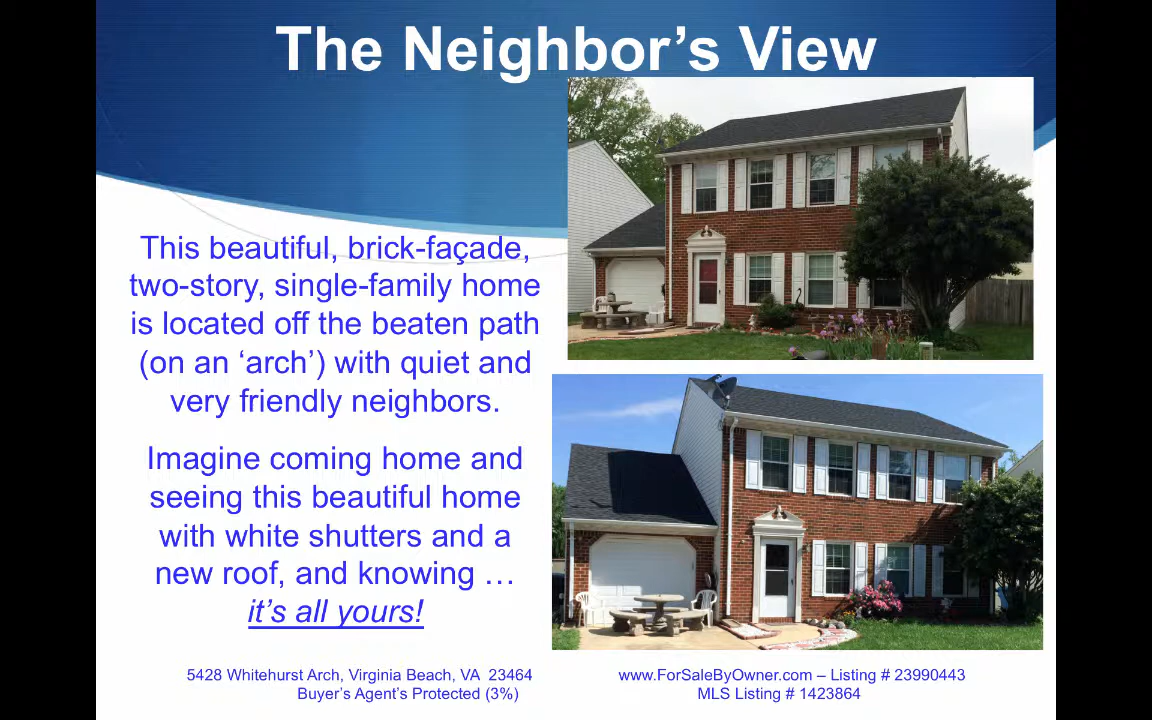 The Neighbor’s View
This beautiful, brick-façade,
two-story, single-family home
is located off the beaten path
(on an ‘arch’) with quiet and
very friendly neighbors.
Imagine coming home and
seeing this beautiful home
with white shutters and a
new roof, and knowing …
it’s all yours!
5428 Whitehurst Arch, Virginia Beach, VA  23464
Buyer’s Agent’s Protected (3%)
www.ForSaleByOwner.com – Listing # 23990443
MLS Listing # 1423864